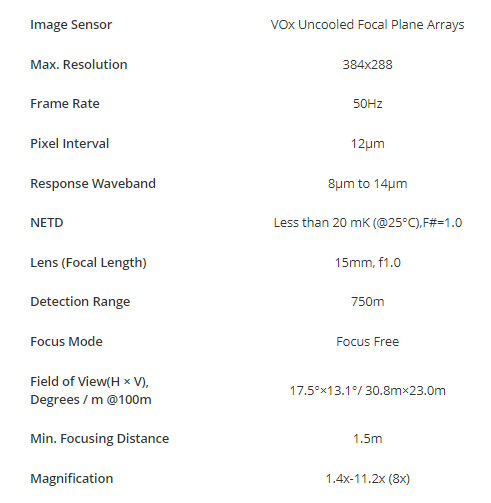 Image Sensor VOx Uncooled Focal Plane Arrays
Max. Resolution 384x288
Frame Rate 50Hz
Pixel Interval 12μm
Response Waveband 8μm to 14μm
NETD Less than 20 mK (@25°C),F#=1.0
Lens (Focal Length) 15mm, f1.0
Detection Range 750m
Focus Mode Focus Free
Field of View(H × V),
Degrees / m @100m 17.5°×13.1°/ 30.8m×23.0m
Min. Focusing Distance 1.5m
Magnification 1.4x-11.2x (8x)